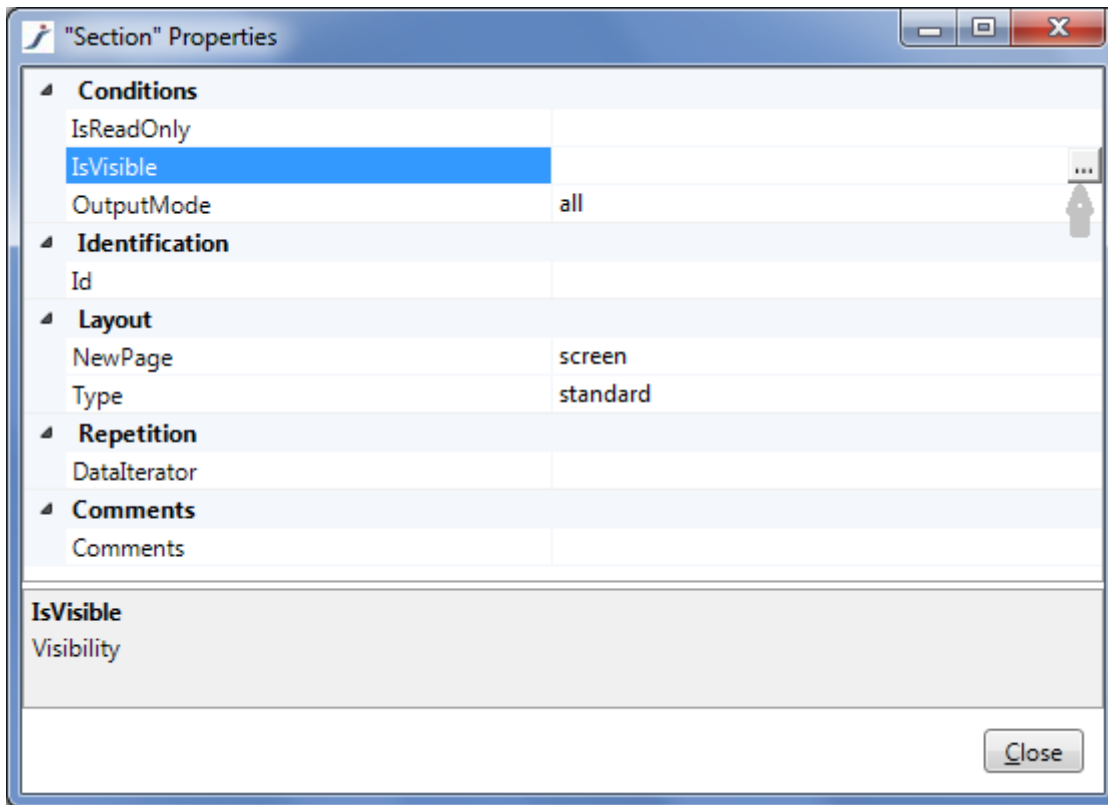 "Section" Properties
Conditions
IsReadOnly
IsVisible ...
OutputMode all
Identification
Id
Layout
NewPage screen
Type standard
Repetition
DataIterator
Comments
Comments
IsVisible
Visibility
Close